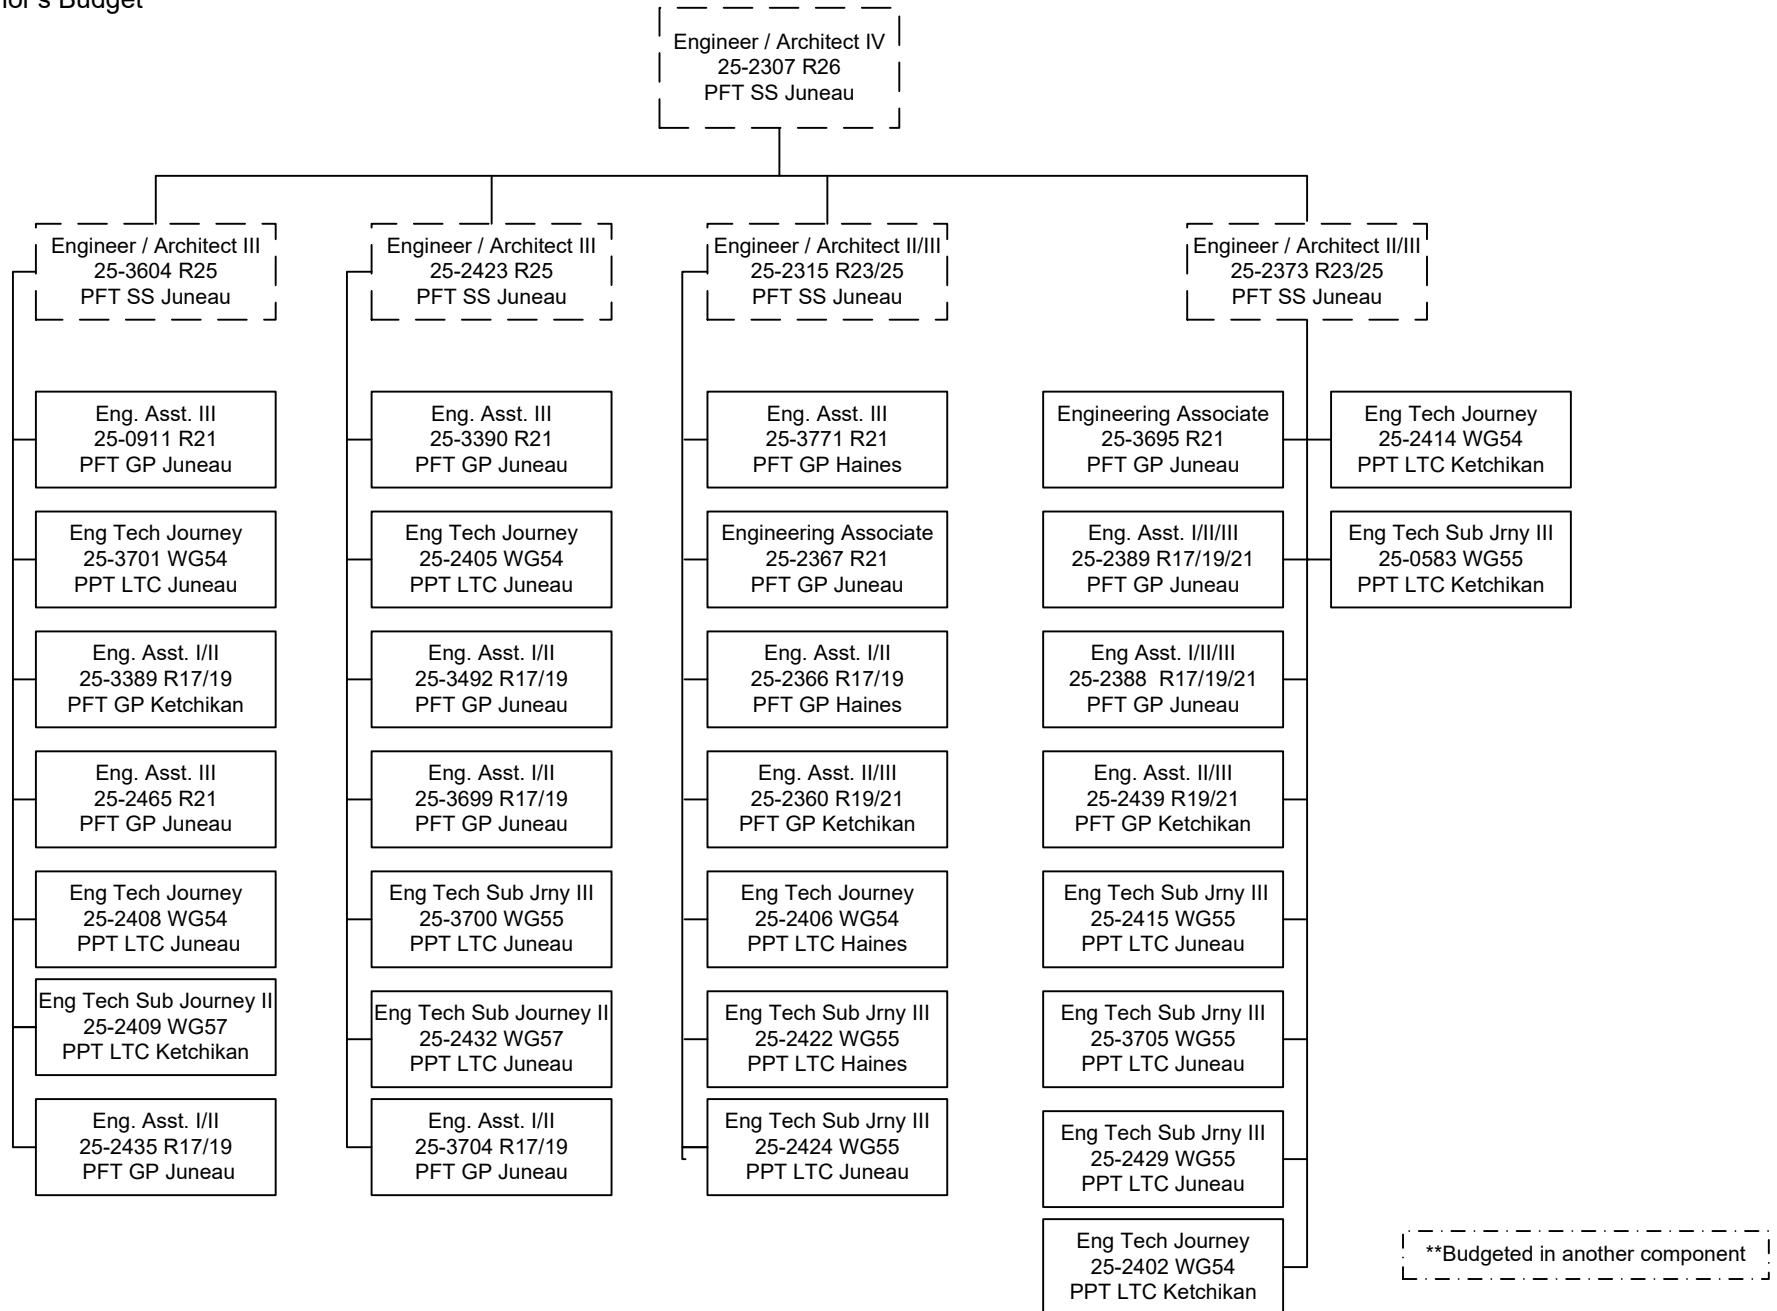 Budget
Engineer / Architect IV
25-2307 R26
PFT SS Juneau
Engineer / Architect III
25-3604 R25
PFT SS Juneau
Engineer / Architect III
25-2423 R25
PFT SS Juneau
Engineer / Architect II/III
25-2315 R23/25
PFT SS Juneau
Engineer / Architect II/III
25-2373 R23/25
PFT SS Juneau
Eng. Asst. III
25-0911 R21
PFT GP Juneau
Eng Tech Journey
25-3701 WG54
PPT LTC Juneau
Eng. Asst. I/II
25-3389 R17/19
PFT GP Ketchikan
Eng. Asst. III
25-2465 R21
PFT GP Juneau
Eng Tech Journey
25-2408 WG54
PPT LTC Juneau
Eng Tech Sub Journey II
25-2409 WG57
PPT LTC Ketchikan
Eng. Asst. I/II
25-2435 R17/19
PFT GP Juneau
Eng. Asst. III
25-3390 R21
PFT GP Juneau
Eng Tech Journey
25-2405 WG54
PPT LTC Juneau
Eng. Asst. I/II
25-3492 R17/19
PFT GP Juneau
Eng. Asst. I/II
25-3699 R17/19
PFT GP Juneau
Eng Tech Sub Jrny III
25-3700 WG55
PPT LTC Juneau
Eng Tech Sub Journey II
25-2432 WG57
PPT LTC Juneau
Eng. Asst. I/II
25-3704 R17/19
PFT GP Juneau
Eng. Asst. III
25-3771 R21
PFT GP Haines
Engineering Associate
25-2367 R21
PFT GP Juneau
Eng. Asst. I/II
25-2366 R17/19
PFT GP Haines
Eng. Asst. II/III
25-2360 R19/21
PFT GP Ketchikan
Eng Tech Journey
25-2406 WG54
PPT LTC Haines
Eng Tech Sub Jrny III
25-2422 WG55
PPT LTC Haines
Eng Tech Sub Jrny III
25-2424 WG55
PPT LTC Juneau
Engineering Associate
25-3695 R21
PFT GP Juneau
Eng. Asst. I/II/III
25-2389 R17/19/21
PFT GP Juneau
Eng Asst. I/II/III
25-2388  R17/19/21
PFT GP Juneau
Eng. Asst. II/III
25-2439 R19/21
PFT GP Ketchikan
Eng Tech Sub Jrny III
25-2415 WG55
PPT LTC Juneau
Eng Tech Sub Jrny III
25-3705 WG55
PPT LTC Juneau
Eng Tech Sub Jrny III
25-2429 WG55
PPT LTC Juneau
Eng Tech Journey
25-2402 WG54
PPT LTC Ketchikan
Eng Tech Journey
25-2414 WG54
PPT LTC Ketchikan
Eng Tech Sub Jrny III
25-0583 WG55
PPT LTC Ketchikan
**Budgeted in another component